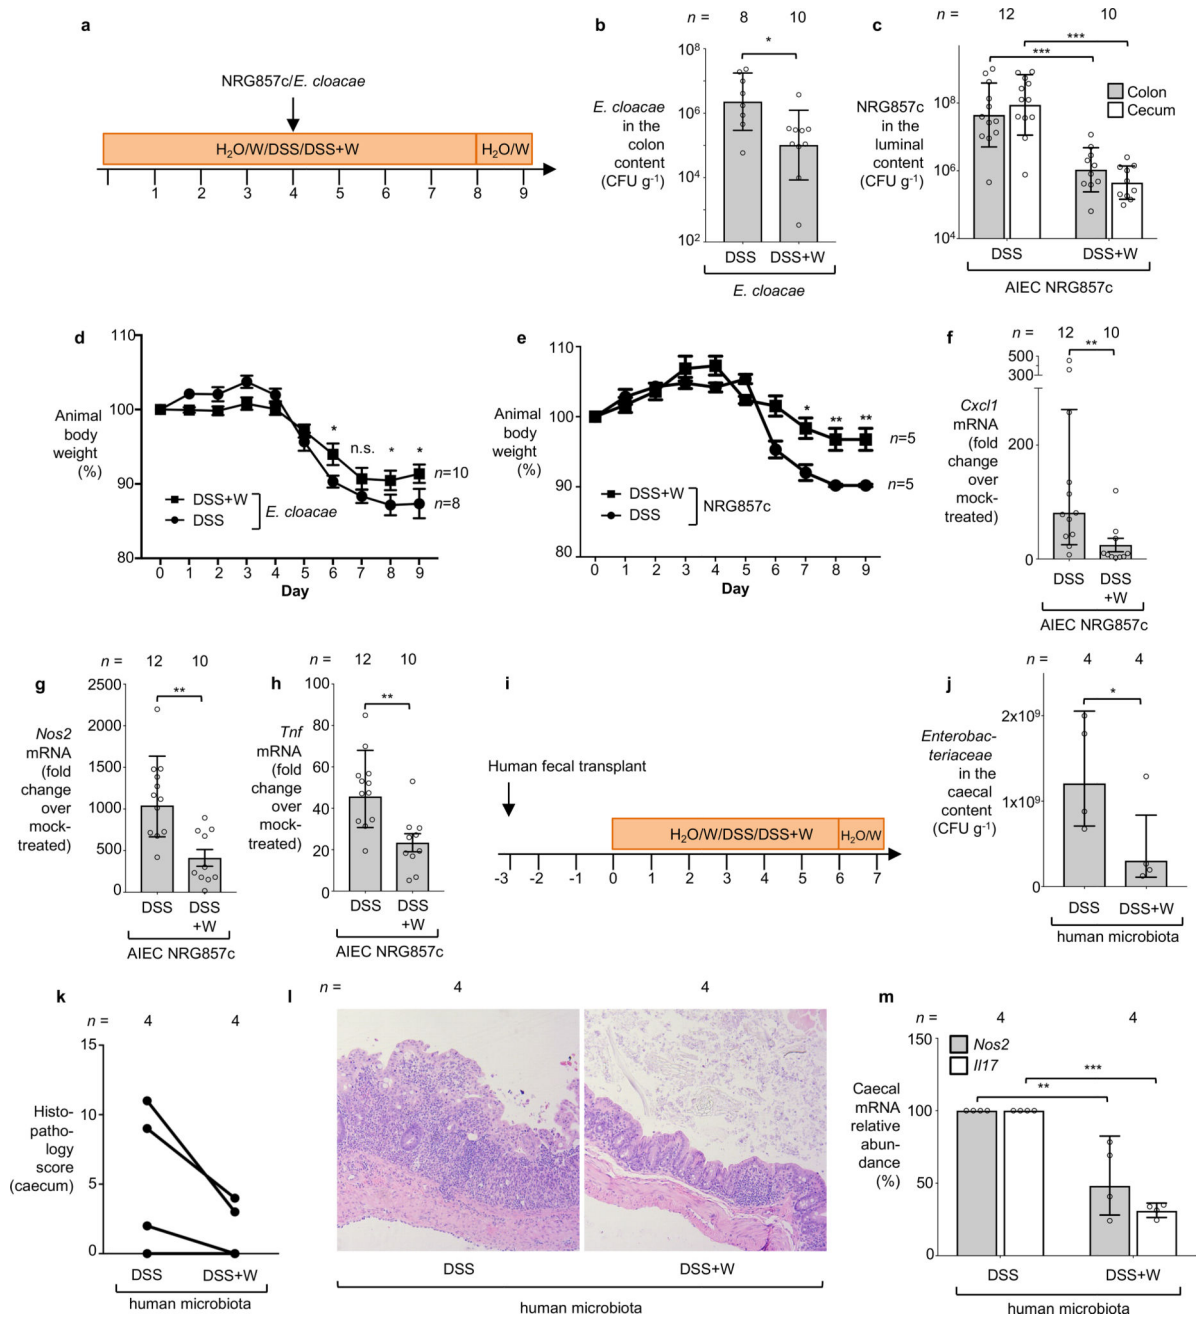 a
NRG857c/E. cloacae
H2O/W/DSS/DSS+W
H2O/W
1 2 3 4 5 6 7 8 9
b
n = 8 10
*
10⁸
10⁶
10⁴
10²
E. cloacae
in the
colon
content
(CFU g⁻¹)
DSS DSS+W
E. cloacae
c
n = 12 10
***
***
Colon
Cecum
NRG857c
in the
luminal
content
(CFU g⁻¹)
10⁸
10⁶
10⁴
DSS DSS+W
AIEC NRG857c
d
110
100
90
80
Animal
body
weight
(%)
* n.s. * *
n=10
n=8
DSS+W
DSS
E. cloacae
0 1 2 3 4 5 6 7 8 9
Day
e
110
100
90
80
Animal
body
weight
(%)
* ** **
n=5
n=5
DSS+W
DSS
NRG857c
0 1 2 3 4 5 6 7 8 9
Day
f
n = 12 10
**
500
300
200
0
Cxcl1
mRNA
(fold
change
over
mock-
treated)
DSS DSS
+W
AIEC NRG857c
g
n = 12 10
**
2500
2000
1500
1000
500
0
Nos2
mRNA
(fold
change
over
mock-
treated)
DSS DSS
+W
AIEC NRG857c
h
n = 12 10
**
100
80
60
40
20
0
Tnf
mRNA
(fold
change
over
mock-
treated)
DSS DSS
+W
AIEC NRG857c
i
Human fecal transplant
H2O/W/DSS/DSS+W
H2O/W
-3 -2 -1 0 1 2 3 4 5 6 7
j
n = 4 4
*
2x10⁹
1x10⁹
0
Enterobac-
teriaceae
in the
caecal
content
(CFU g⁻¹)
DSS DSS+W
human microbiota
k
n = 4 4
15
10
5
0
Histo-
patho-
logy
score
(caecum)
DSS DSS+W
human microbiota
l
n = 4 4
DSS DSS+W
human microbiota
m
n = 4 4
150
100
50
0
Nos2
Il17
***
**
Caecal
mRNA
relative
abun-
dance
(%)
DSS DSS+W
human microbiota